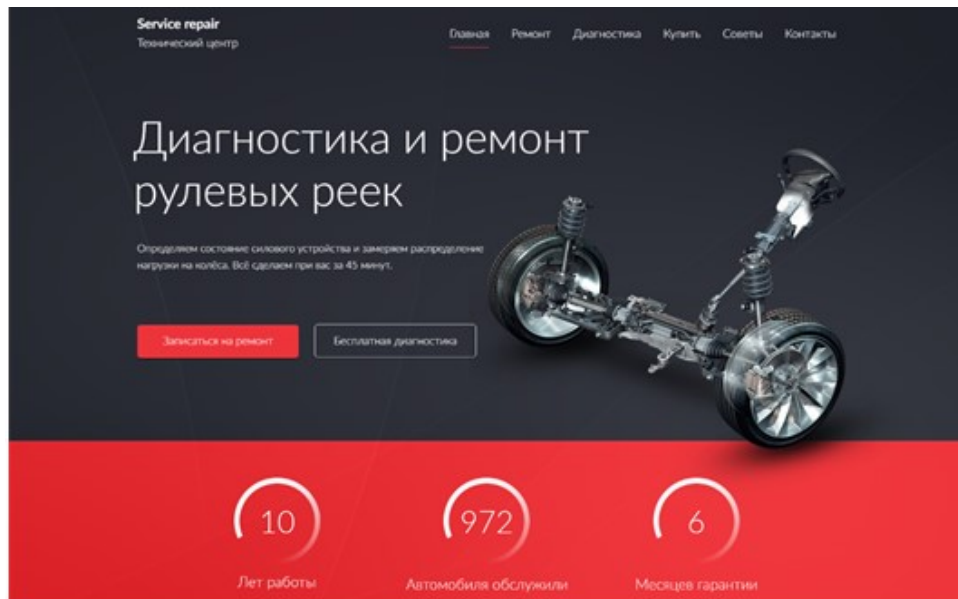 Service repair
Технический центр
Главная Ремонт Диагностика Купить Советы Контакты
Диагностика и ремонт
рулевых реек
Определяем состояние силового устройства и замеряем распределение
нагрузки на колёса. Всё сделаем при вас за 45 минут.
Записаться на ремонт Бесплатная диагностика
10 972 6
Лет работы Автомобиля обслужили Месяцев гарантии